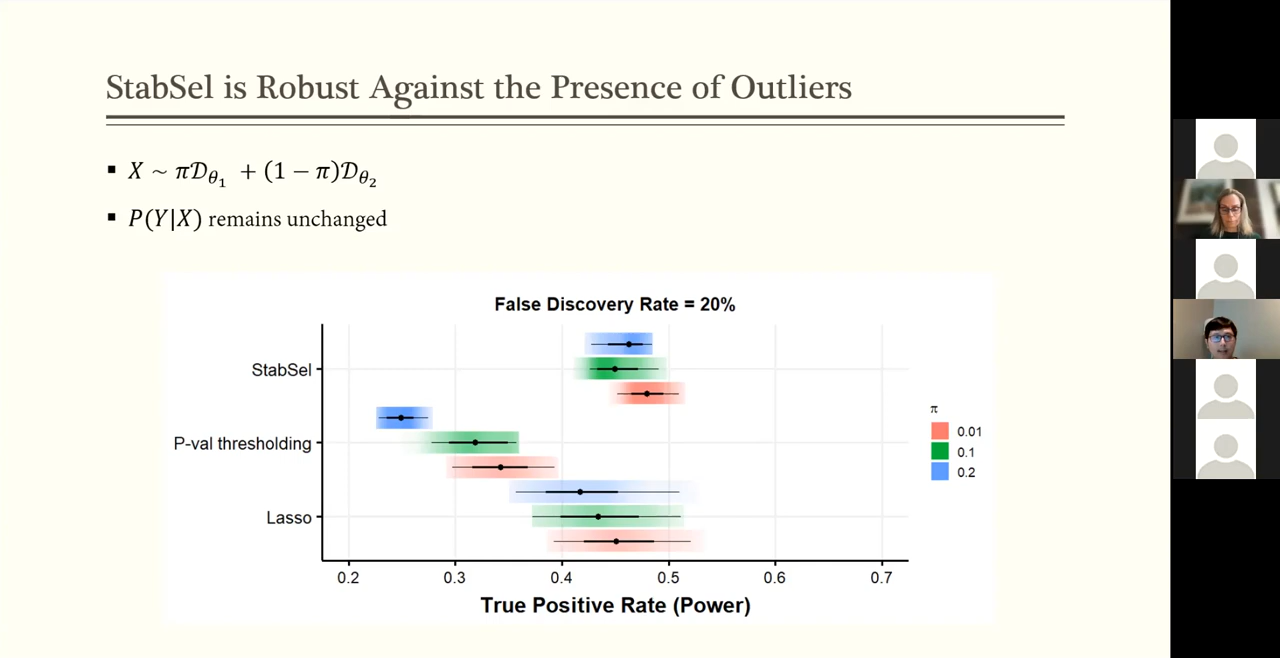 StabSel is Robust Against the Presence of Outliers
▪ X ~ π𝒟θ₁ + (1 − π)𝒟θ₂
▪ P(Y|X) remains unchanged
False Discovery Rate = 20%
StabSel
P-val thresholding
Lasso
π
0.01
0.1
0.2
0.2 0.3 0.4 0.5 0.6 0.7
True Positive Rate (Power)